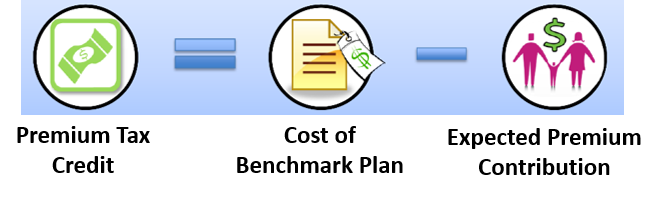 Premium Tax
Credit
Cost of
Benchmark Plan
Expected Premium
Contribution
$
$
$